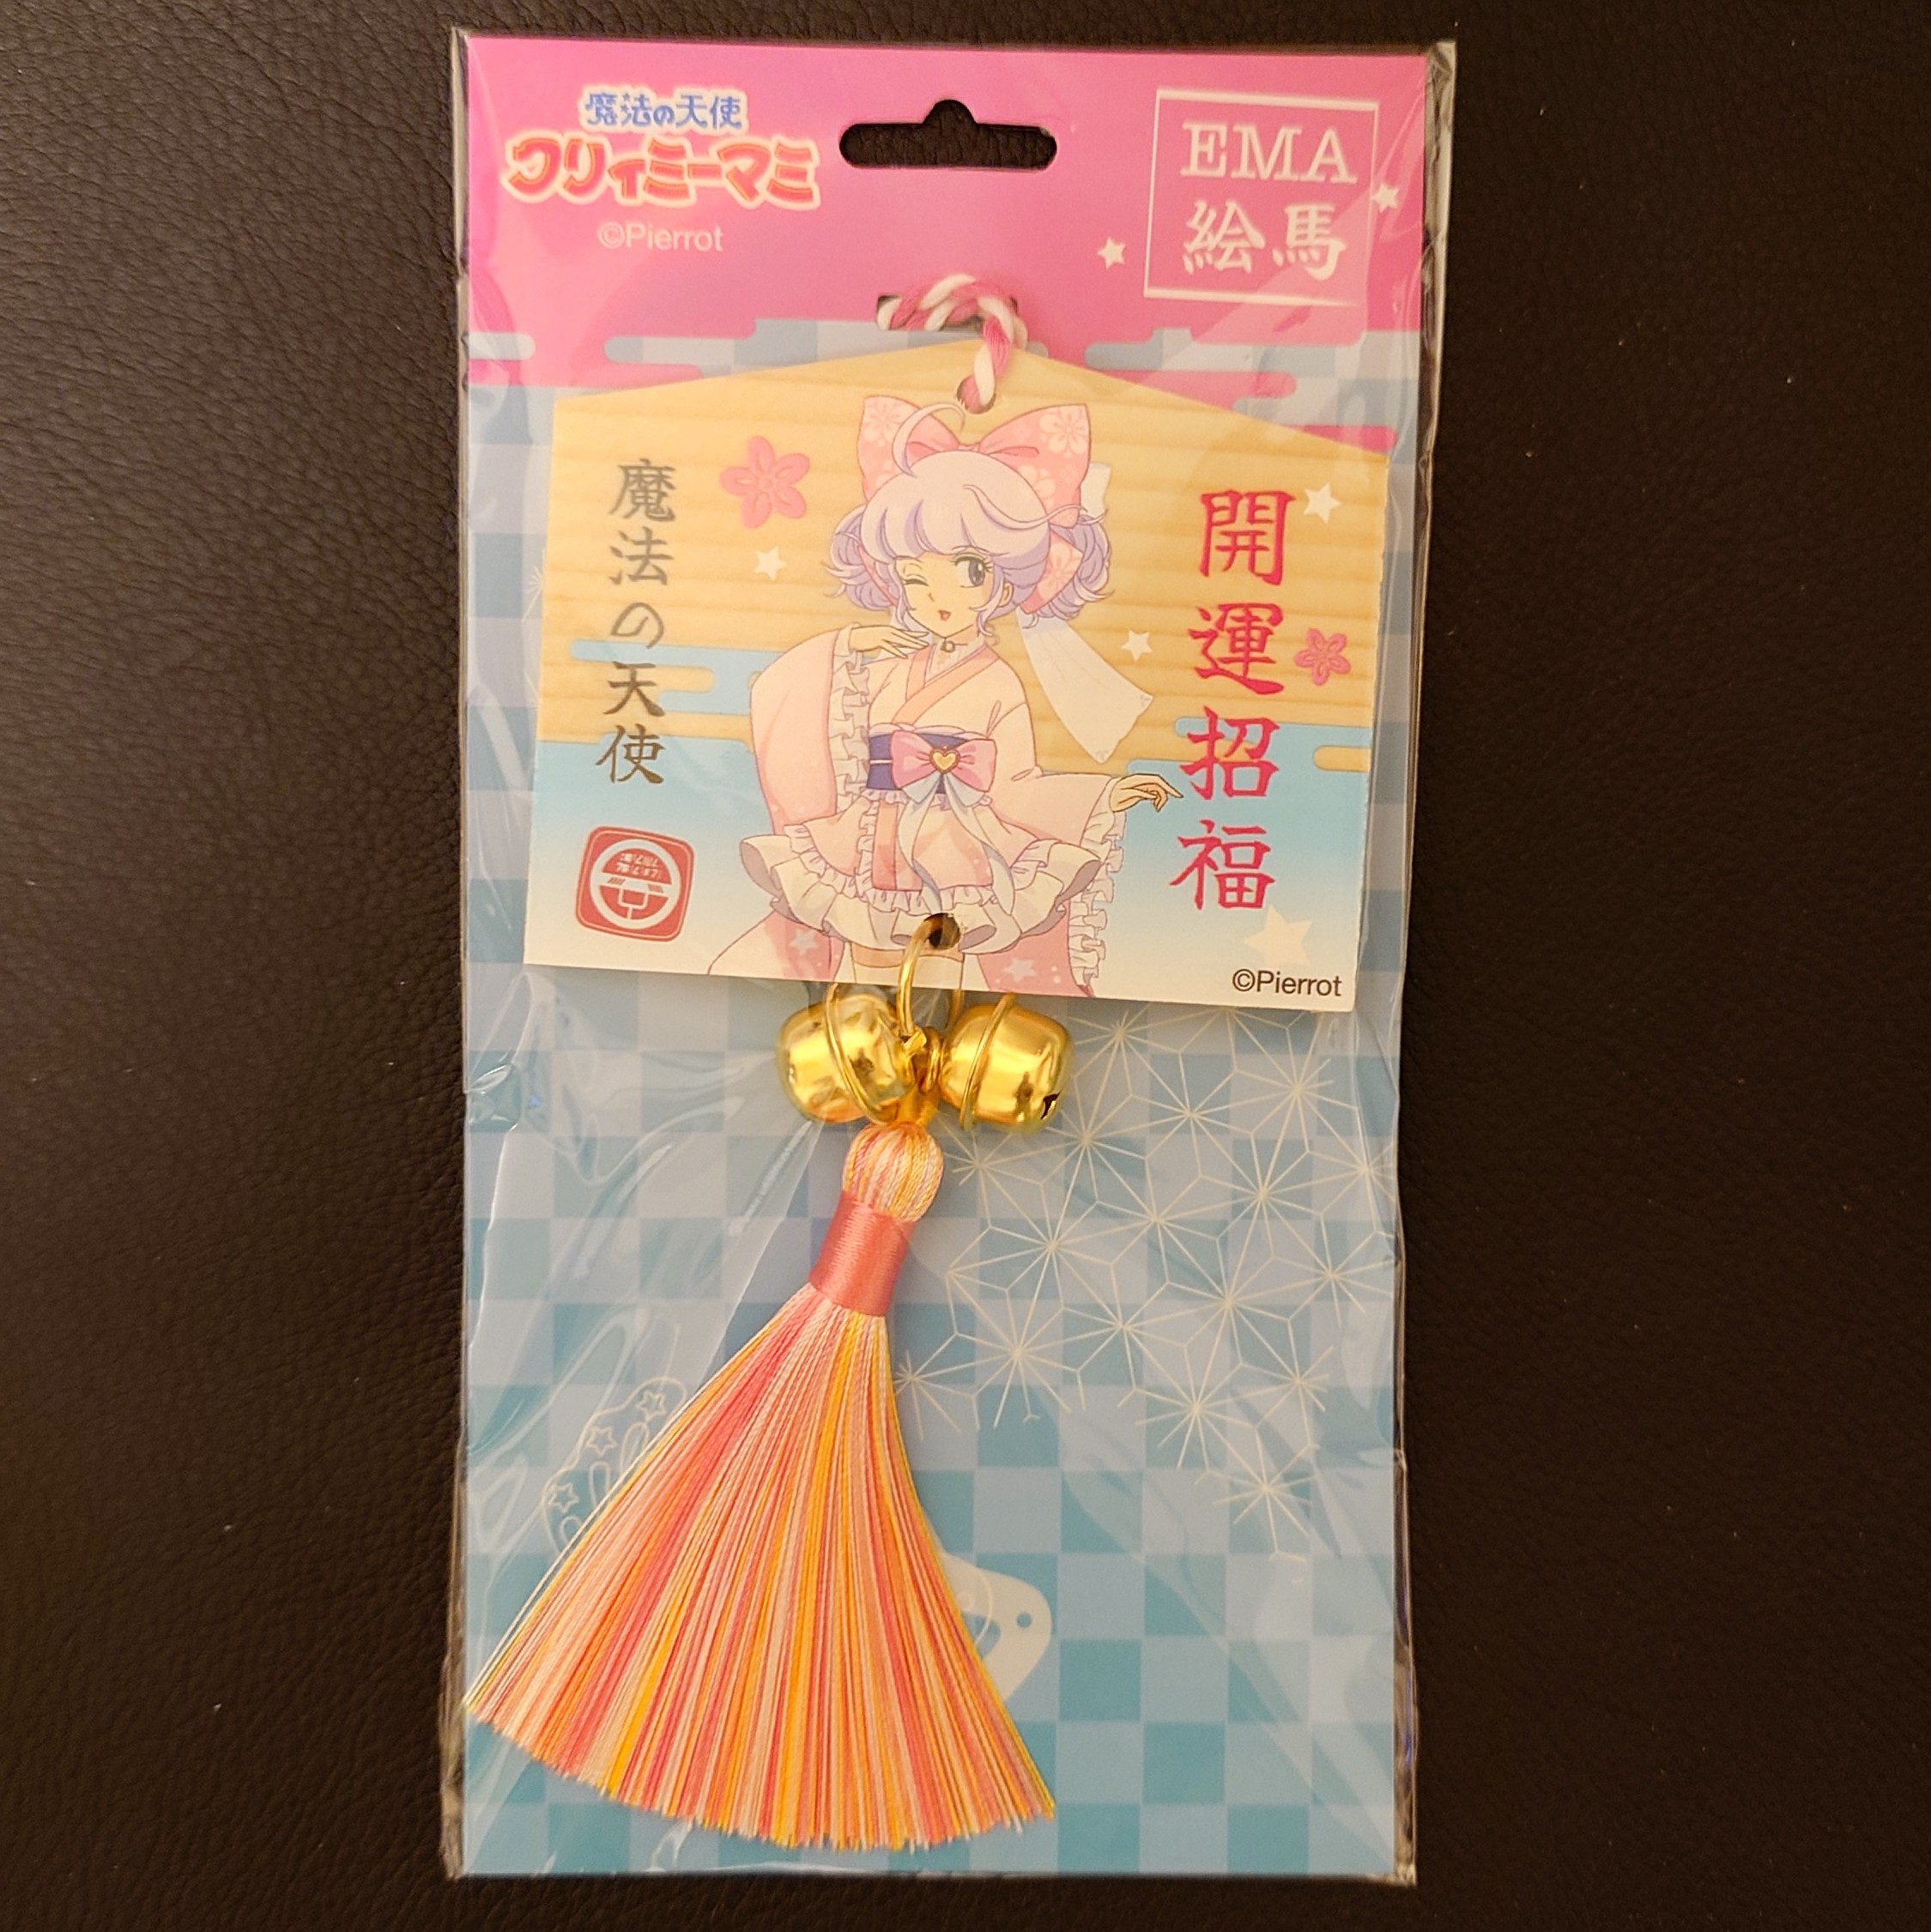 魔法の天使
クリィミーマミ
©Pierrot
EMA
絵馬
開運招福
魔法の天使
©Pierrot